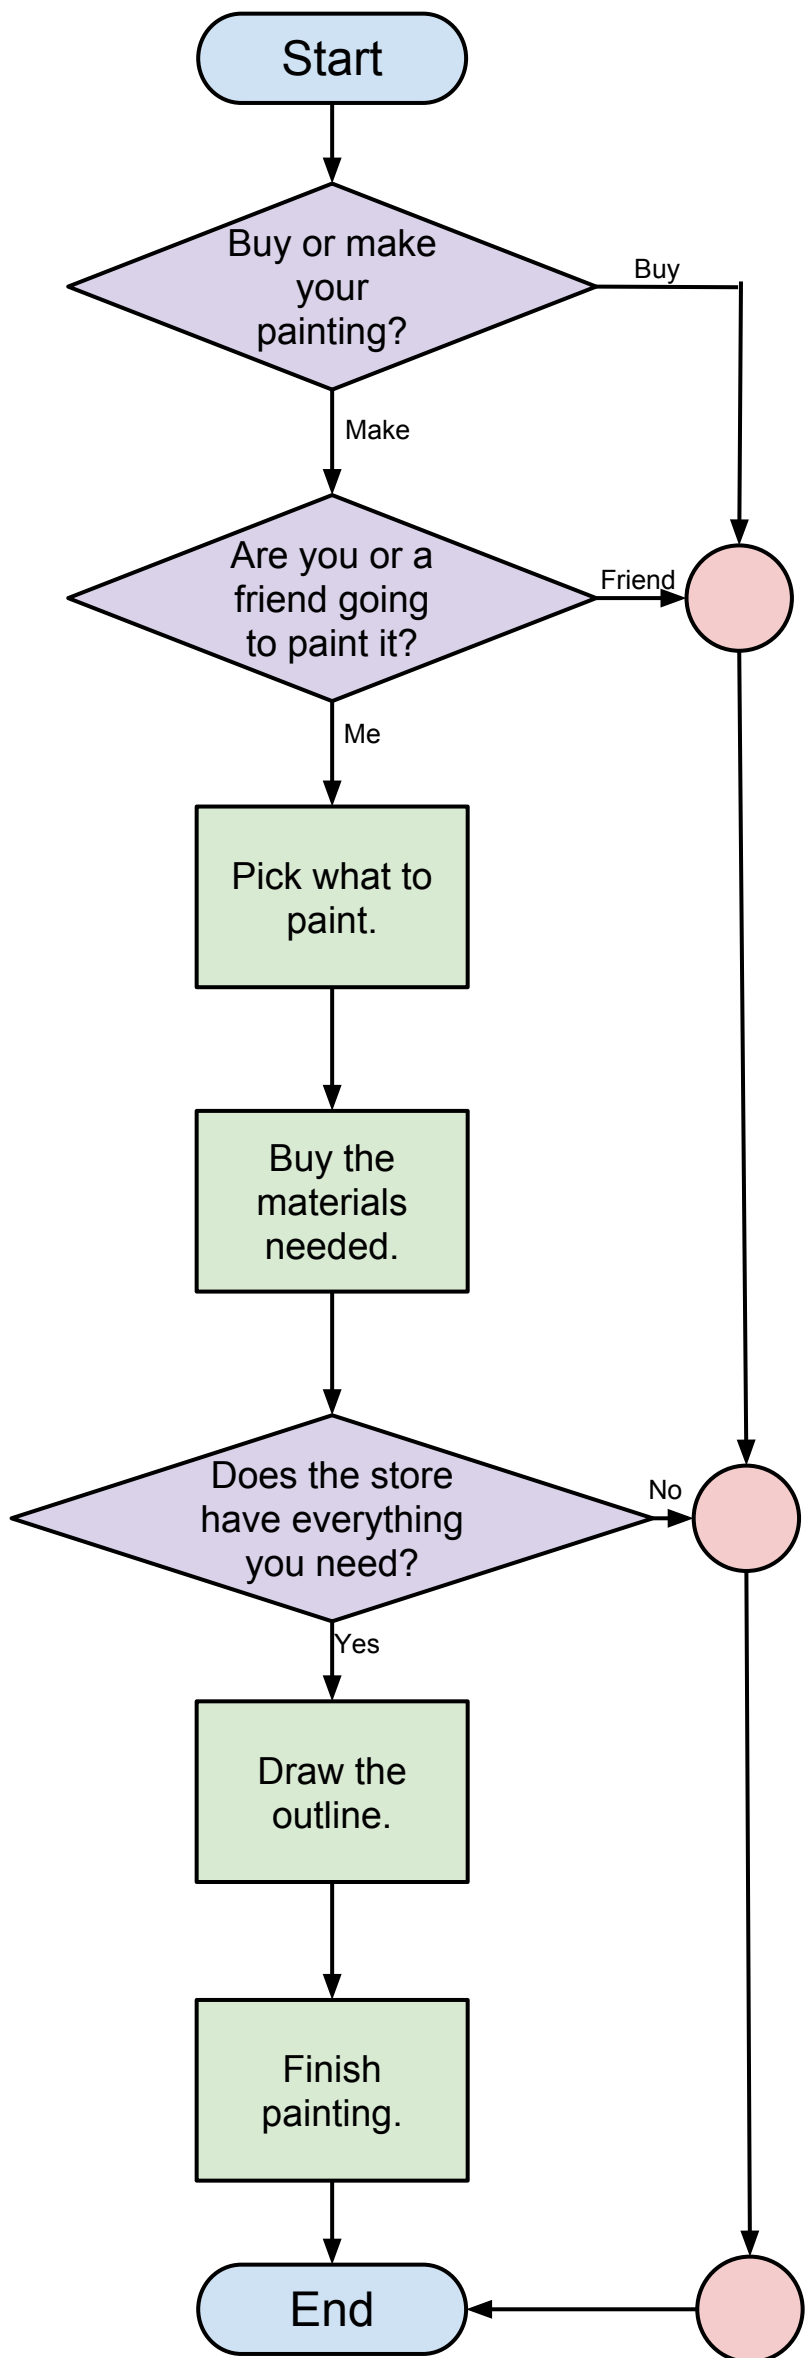 Start
Buy or make
your
painting?
Buy
Make
Are you or a
friend going
to paint it?
Friend
Me
Pick what to
paint.
Buy the
materials
needed.
Does the store
have everything
you need?
No
Yes
Draw the
outline.
Finish
painting.
End